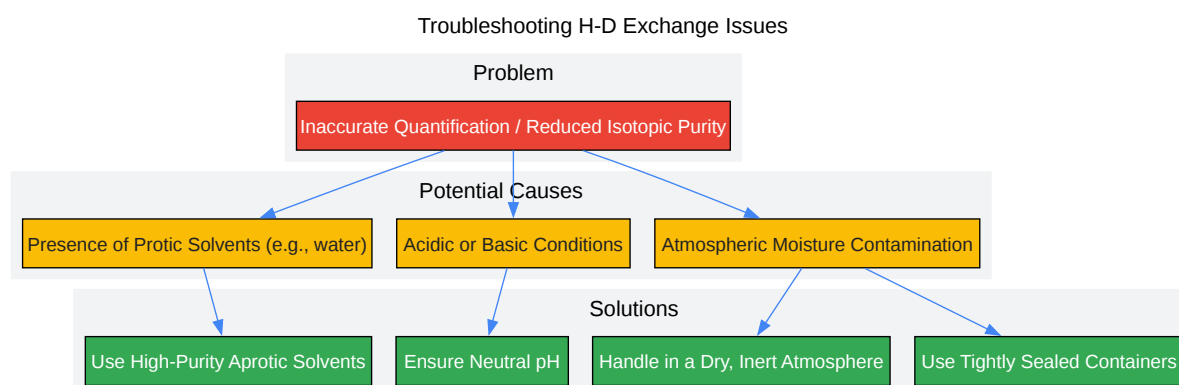 Troubleshooting H-D Exchange Issues
Problem
Inaccurate Quantification / Reduced Isotopic Purity
Potential Causes
Presence of Protic Solvents (e.g., water)
Acidic or Basic Conditions
Atmospheric Moisture Contamination
Solutions
Use High-Purity Aprotic Solvents
Ensure Neutral pH
Handle in a Dry, Inert Atmosphere
Use Tightly Sealed Containers